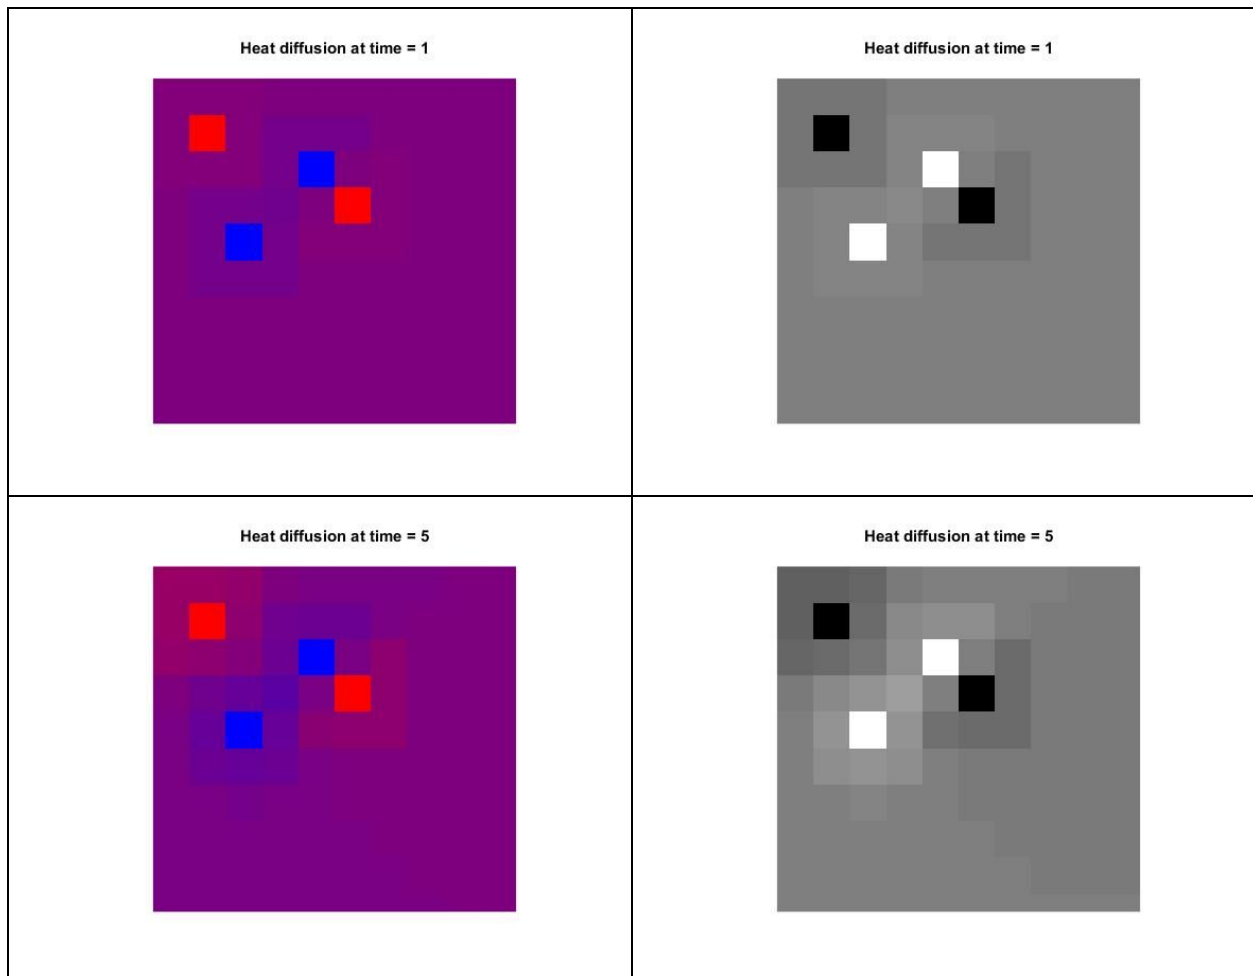 Heat diffusion at time = 1
Heat diffusion at time = 1
Heat diffusion at time = 5
Heat diffusion at time = 5